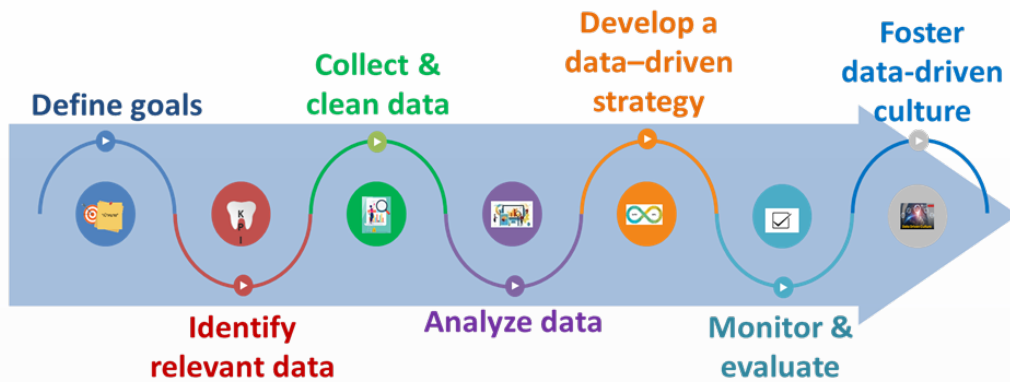 Define goals
Identify
relevant data
Collect &
clean data
Analyze data
Develop a
data–driven
strategy
Monitor &
evaluate
Foster
data-driven
culture
K
P
I